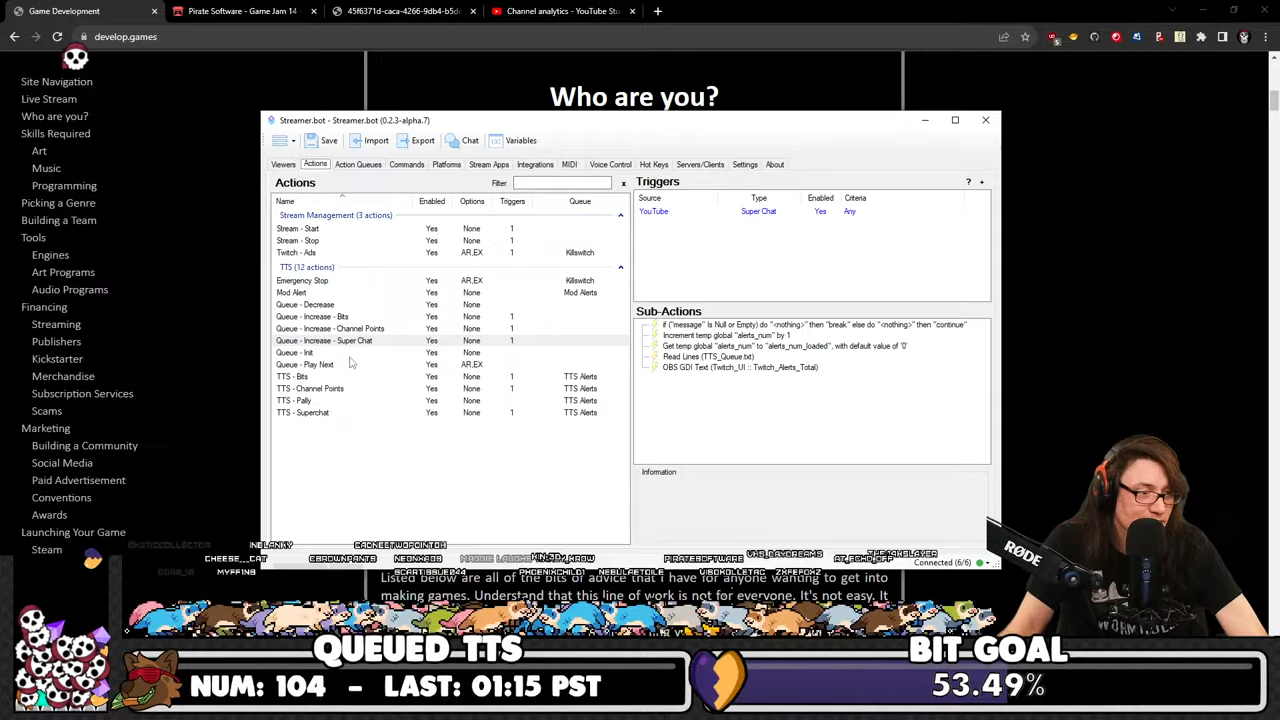 Game Development
Pirate Software - Game Jam 14 -
45f6371d-caca-4266-9db4-b5d
Channel analytics - YouTube Stu
develop.games
Site Navigation
Live Stream
Who are you?
Skills Required
Art
Music
Programming
Picking a Genre
Building a Team
Tools
Engines
Art Programs
Audio Programs
Financing
Streaming
Publishers
Kickstarter
Merchandise
Subscription Services
Scams
Marketing
Building a Community
Social Media
Paid Advertisement
Conventions
Awards
Launching Your Game
Steam
Who are you?
Streamer.bot - Streamer.bot (0.2.3-alpha.7)
Save Import Export Chat Variables
Viewers Actions Action Queues Commands Platforms Stream Apps Integrations MIDI Voice Control Hot Keys Servers/Clients Settings About
Actions Filter x
Name Enabled Options Triggers Queue
Stream Management (3 actions)
Stream - Start Yes None 1
Stream - Stop Yes None 1
Twitch - Ads Yes AR,EX 1 Killswitch
TTS (12 actions)
Emergency Stop Yes AR,EX Killswitch
Mod Alert Yes None Mod Alerts
Queue - Decrease Yes None
Queue - Increase - Bits Yes None 1
Queue - Increase - Channel Points Yes None 1
Queue - Increase - Super Chat Yes None 1
Queue - Init Yes None
Queue - Play Next Yes AR,EX
TTS - Bits Yes None 1 TTS Alerts
TTS - Channel Points Yes None 1 TTS Alerts
TTS - Pally Yes None TTS Alerts
TTS - Superchat Yes None 1 TTS Alerts
Triggers ? +
Source Type Enabled Criteria
YouTube Super Chat Yes Any
Sub-Actions
if ("message" Is Null or Empty) do "<nothing>" then "break" else do "<nothing>" then "continue"
Increment temp global "alerts_num" by 1
Get temp global "alerts_num" to "alerts_num_loaded", with default value of '0'
Read Lines (TTS_Queue.txt)
OBS GDI Text (Twitch_UI :: Twitch_Alerts_Total)
Information
Connected (6/6)
INBLANKY
CADNEETWOPOINTOH
CHEESE__CAT
CBROWNPANTS
PIRATESOFTWARE
VHS_DAYDREAMS
MYFFINB
PHOENIXCHILD1
NEBULAETOILE
Listed below are all of the bits of advice that I have for anyone wanting to get into
making games. Understand that this line of work is not for everyone. It's not easy. It
RØDE
QUEUED TTS
NUM: 104 - LAST: 01:15 PST
BIT GOAL
53.49%